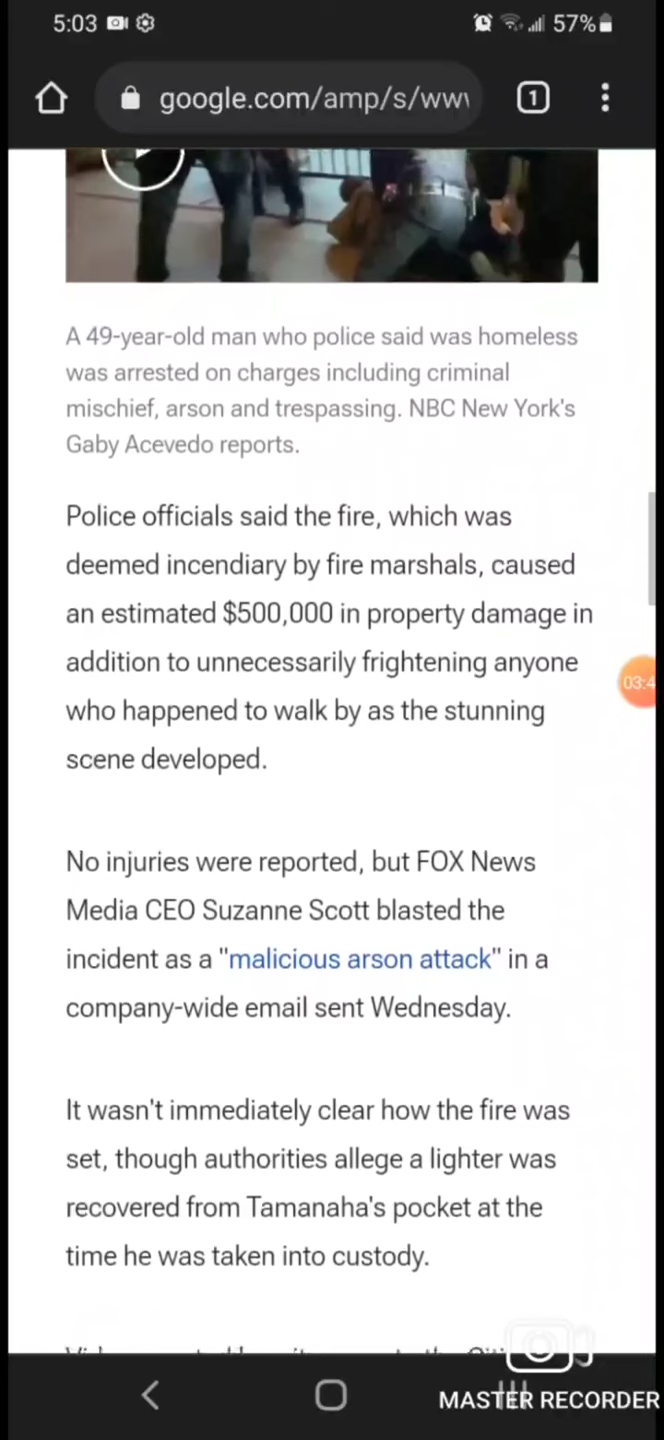 5:03
57%
google.com/amp/s/www
1
A 49-year-old man who police said was homeless
was arrested on charges including criminal
mischief, arson and trespassing. NBC New York's
Gaby Acevedo reports.
Police officials said the fire, which was
deemed incendiary by fire marshals, caused
an estimated $500,000 in property damage in
addition to unnecessarily frightening anyone
who happened to walk by as the stunning
scene developed.
03:4
No injuries were reported, but FOX News
Media CEO Suzanne Scott blasted the
incident as a "malicious arson attack" in a
company-wide email sent Wednesday.
It wasn't immediately clear how the fire was
set, though authorities allege a lighter was
recovered from Tamanaha's pocket at the
time he was taken into custody.
MASTER RECORDER